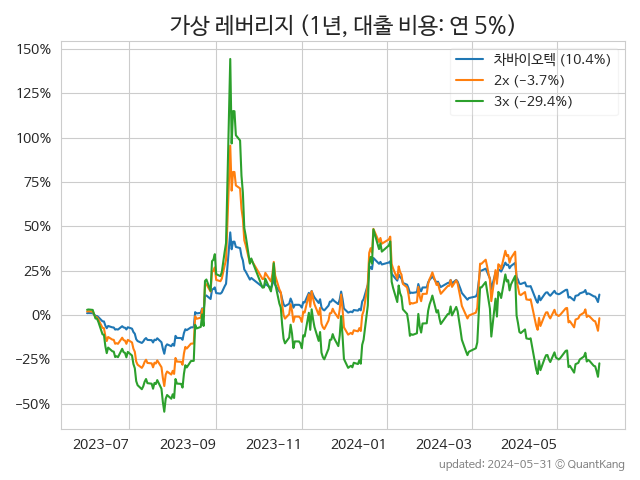 가상 레버리지 (1년, 대출 비용: 연 5%)
150%
125%
100%
75%
50%
25%
0%
−25%
−50%
차바이오텍 (10.4%)
2x (−3.7%)
3x (−29.4%)
2023-07 2023-09 2023-11 2024-01 2024-03 2024-05
updated: 2024-05-31 © QuantKang